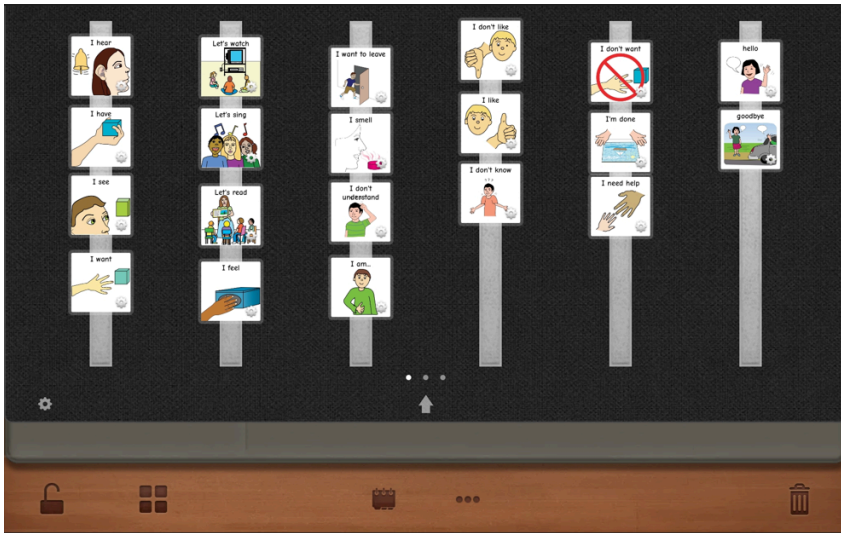 I hear
I have
I see
I want
Let's watch
Let's sing
Let's read
I feel
I want to leave
I smell
I don't
understand
I am..
I don't like
I like
I don't know
I don't want
I'm done
I need help
hello
goodbye